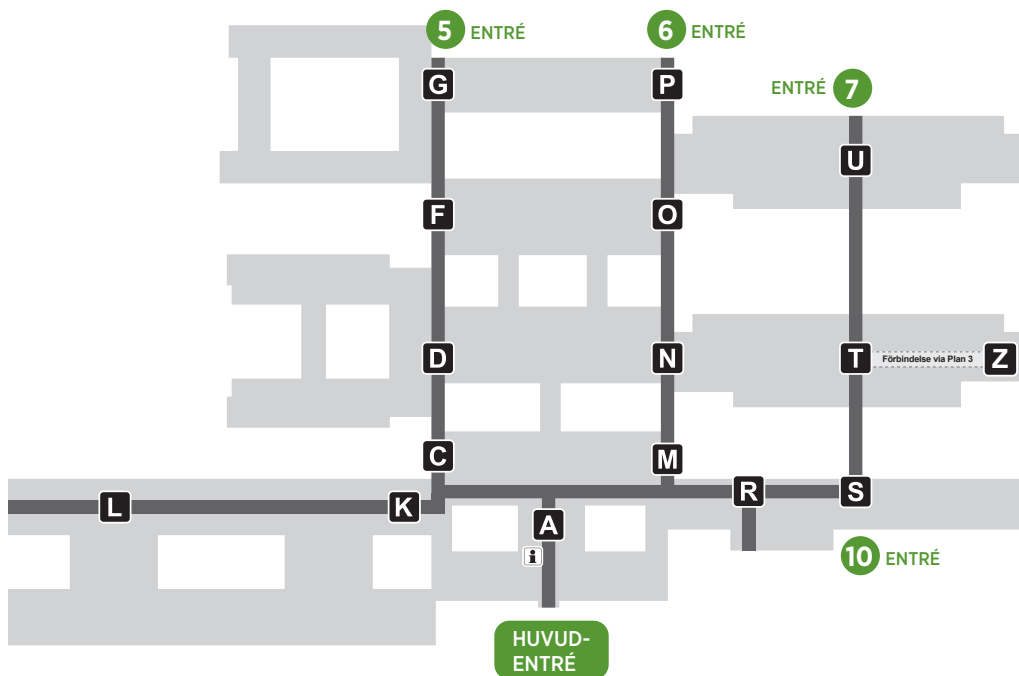 5 ENTRÉ
6 ENTRÉ
ENTRÉ 7
G
P
U
F
O
D
N
T
Förbindelse via Plan 3
Z
C
M
L
K
R
S
A
i
10 ENTRÉ
HUVUD-
ENTRÉ